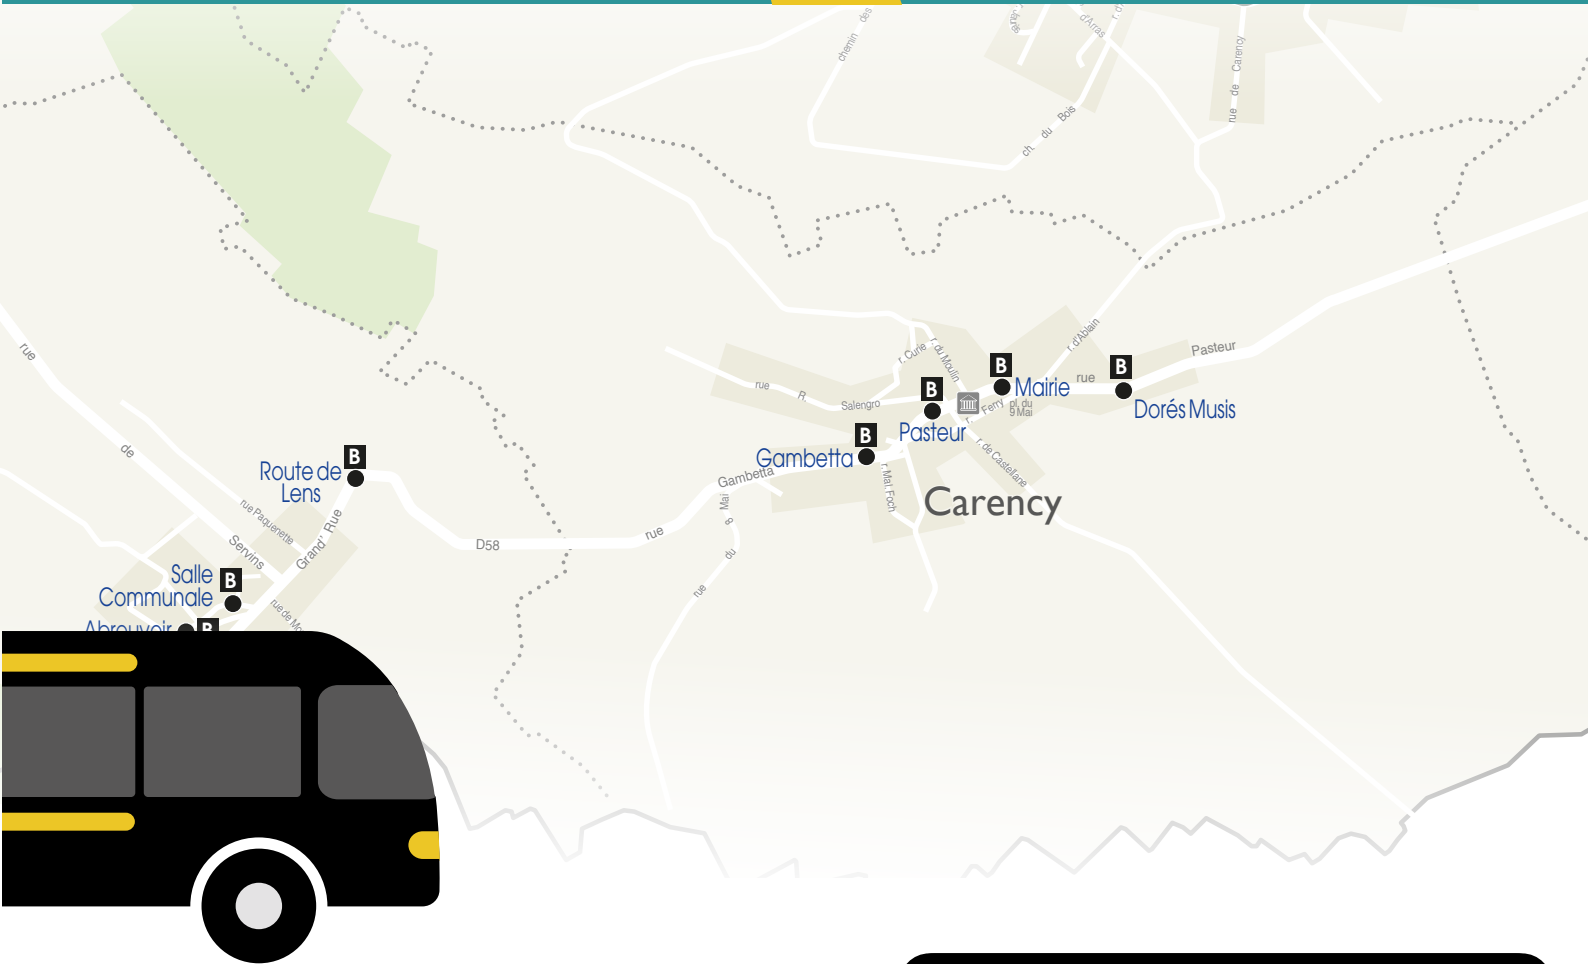 chemin des
d'Arras
ch. du Bois
rue de Carency
rue
de
Servins
rue Paquenette
Grand' Rue
Route de
Lens
B
Salle
Communale
B
Abreuvoir
B
D58
rue
Gambetta
rue
du
8
Mai
rue
R.
Salengro
r. Curie
r. du Moulin
r. d'Ablain
Gambetta
B
Pasteur
B
Mairie
B
r. Ferry
pl. du
9 Mai
rue
Pasteur
B
Dorés Musis
r. de Castellane
r. Mal. Foch
Carency